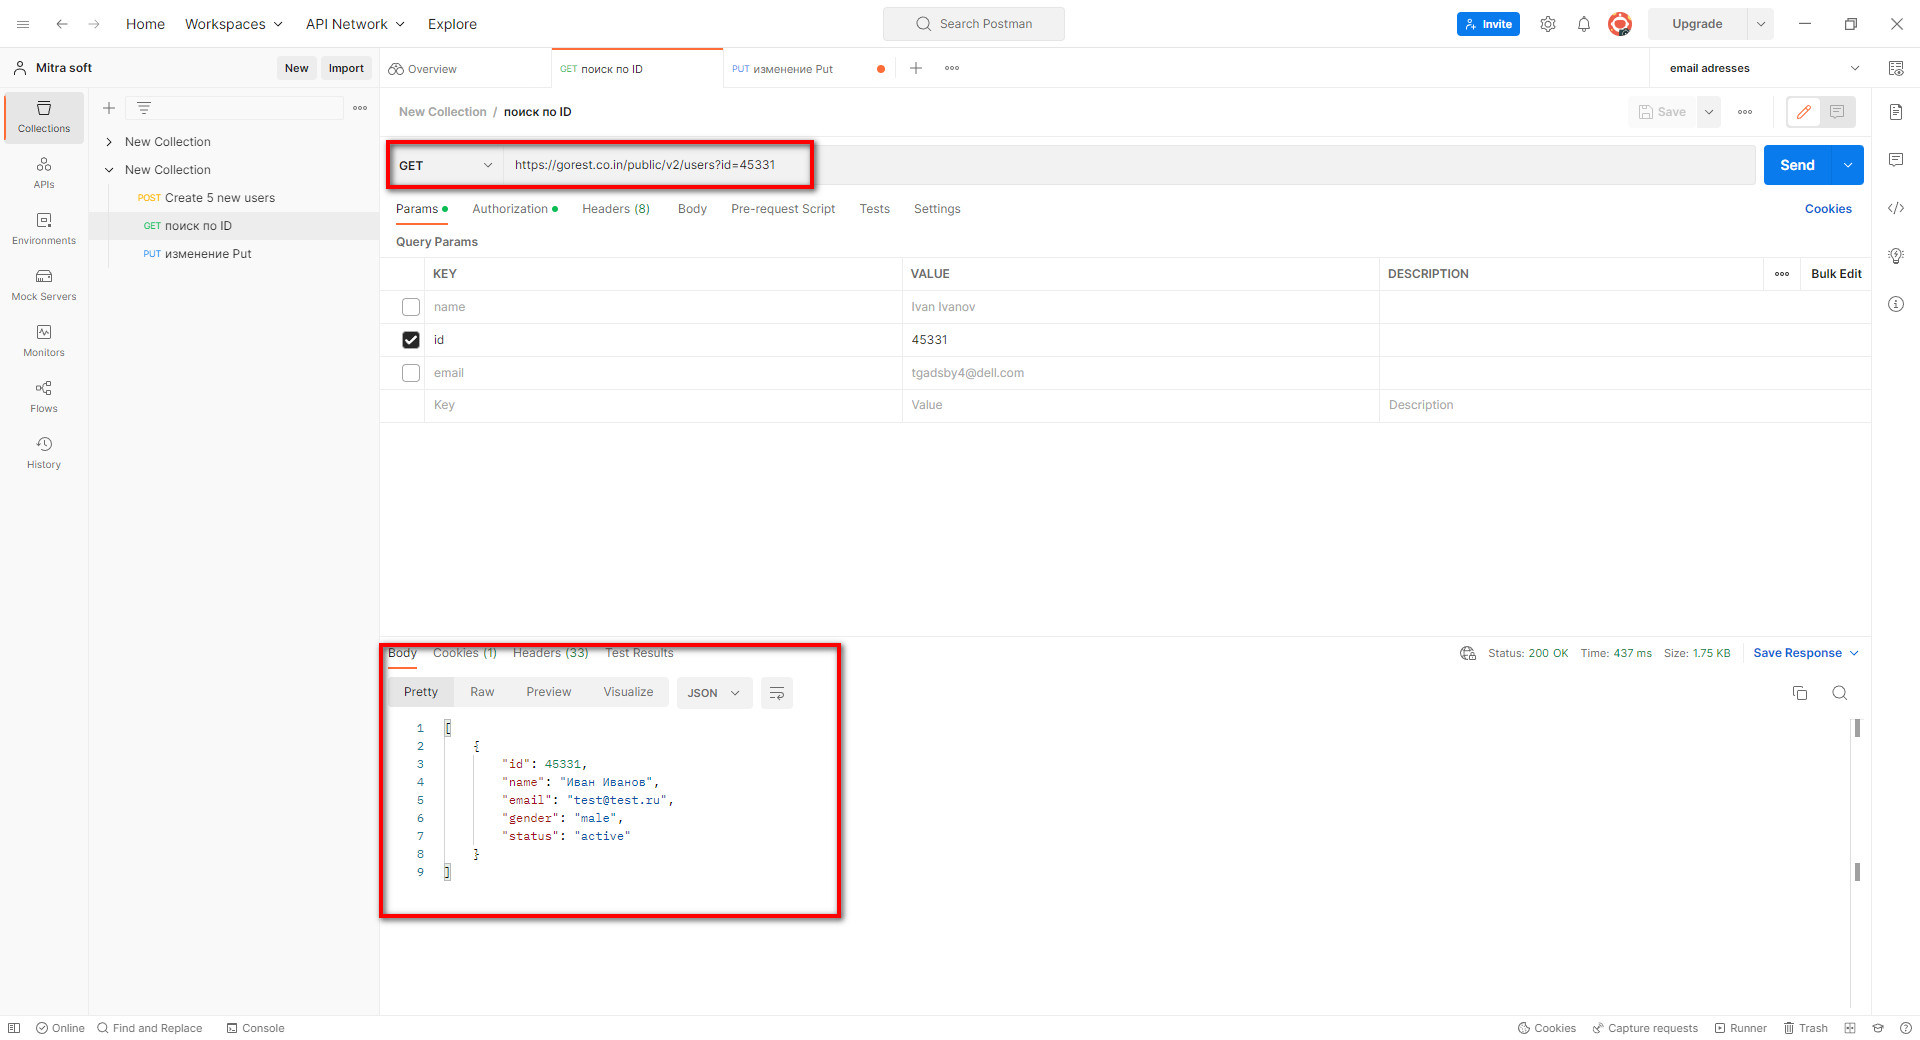 Home Workspaces API Network Explore Search Postman Invite Upgrade
Mitra soft New Import Overview GET поиск по ID PUT изменение Put email adresses
Collections
APIs
Environments
Mock Servers
Monitors
Flows
History
New Collection
New Collection
POST Create 5 new users
GET поиск по ID
PUT изменение Put
New Collection / поиск по ID Save
GET https://gorest.co.in/public/v2/users?id=45331 Send
Params Authorization Headers (8) Body Pre-request Script Tests Settings Cookies
Query Params
KEY VALUE DESCRIPTION Bulk Edit
name Ivan Ivanov
id 45331
email tgadsby4@dell.com
Key Value Description
Body Cookies (1) Headers (33) Test Results Status: 200 OK Time: 437 ms Size: 1.75 KB Save Response
Pretty Raw Preview Visualize JSON
1 [
2 {
3 "id": 45331,
4 "name": "Иван Иванов",
5 "email": "test@test.ru",
6 "gender": "male",
7 "status": "active"
8 }
9 ]
Online Find and Replace Console Cookies Capture requests Runner Trash